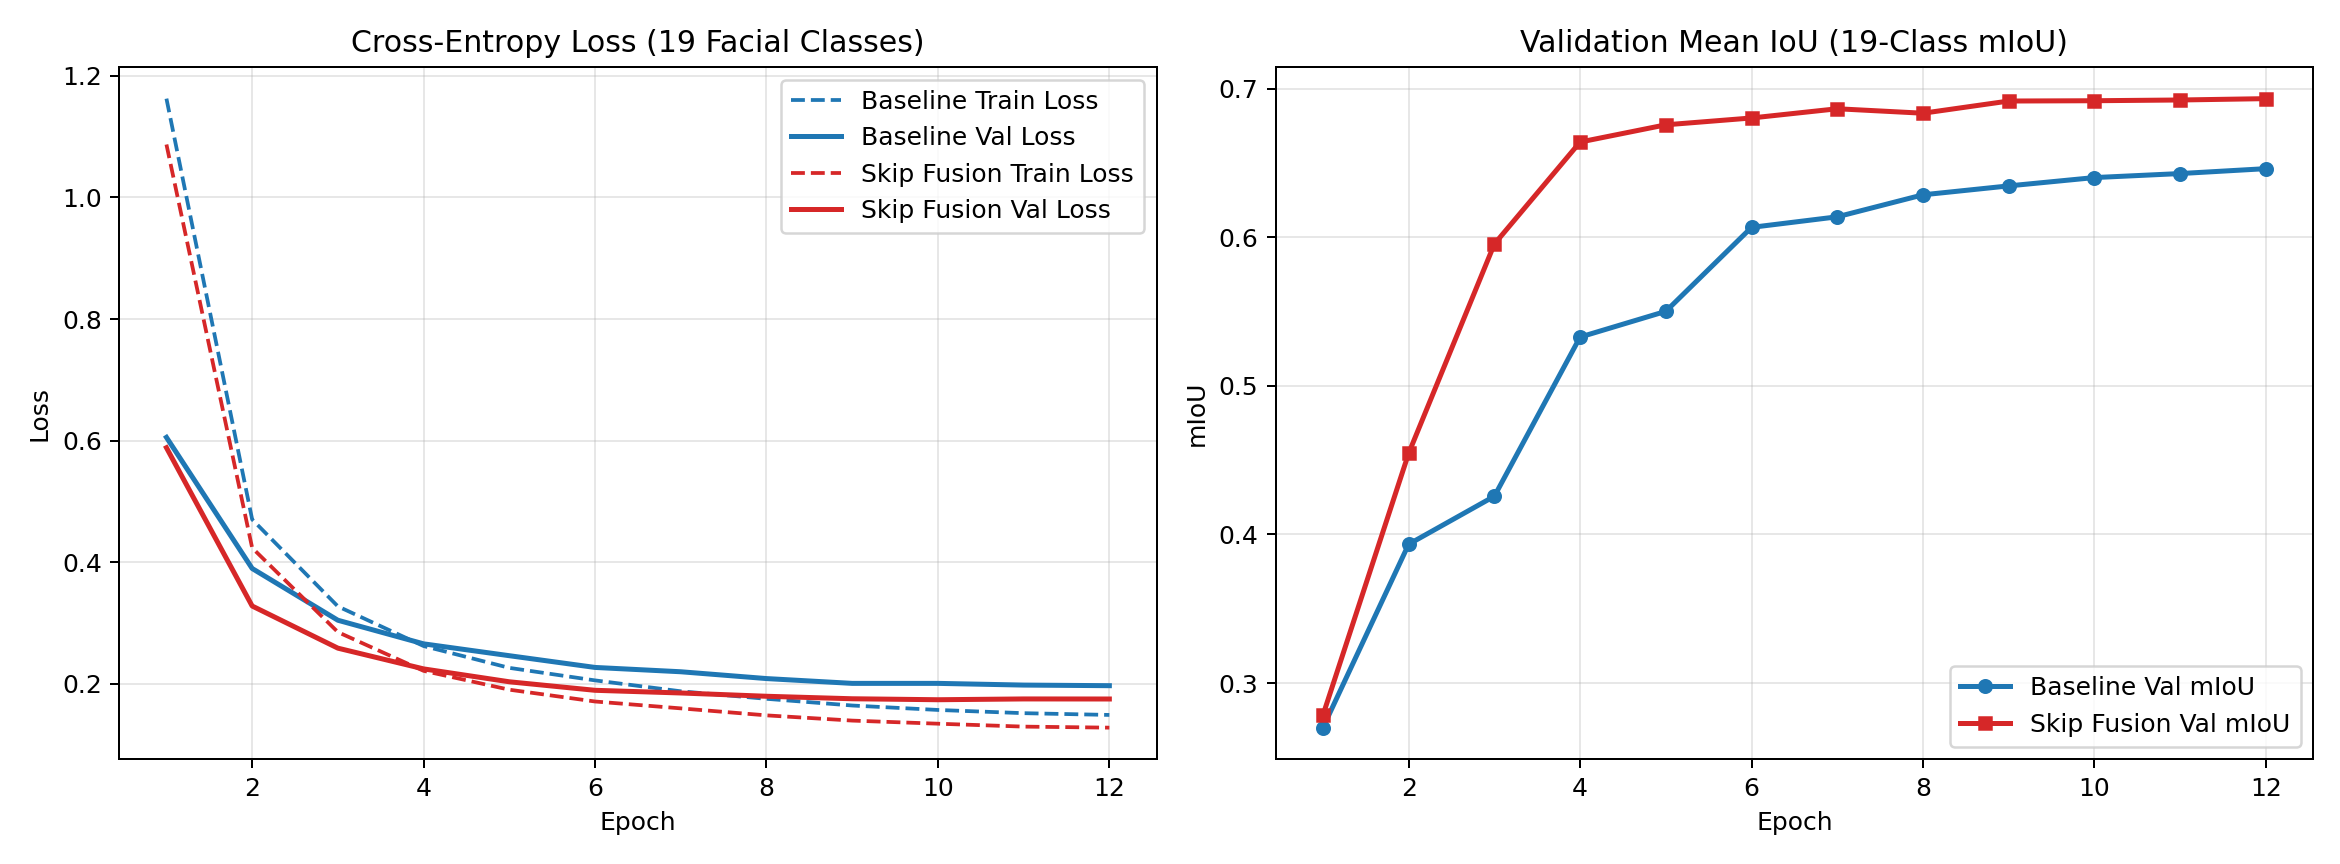 Cross-Entropy Loss (19 Facial Classes)
1.2
1.0
0.8
0.6
0.4
0.2
Loss
2
4
6
8
10
12
Epoch
Baseline Train Loss
Baseline Val Loss
Skip Fusion Train Loss
Skip Fusion Val Loss
Validation Mean IoU (19-Class mIoU)
0.7
0.6
0.5
0.4
0.3
mIoU
2
4
6
8
10
12
Epoch
Baseline Val mIoU
Skip Fusion Val mIoU